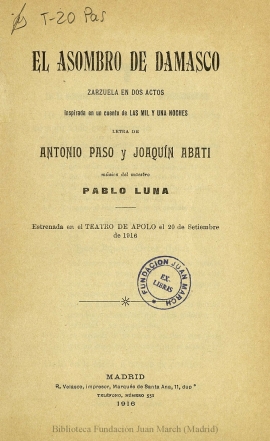 T-20 Pas
EL ASOMBRO DE DAMASCO
ZARZUELA EN DOS ACTOS
Inspirada en un cuento de LAS MIL Y UNA NOCHES
LETRA DE
ANTONIO PASO y JOAQUÍN ABATI
música del maestro
PABLO LUNA
Estrenada en el TEATRO DE APOLO el 20 de Setiembre
de 1916
FUNDACIÓN JUAN MARCH
EX-
LIBRIS
MADRID
R. Velasco, impresor, Marqués de Santa Ana, 11, dup.º
TELÉFONO, NÚMERO 551
1916
Biblioteca Fundación Juan March (Madrid)